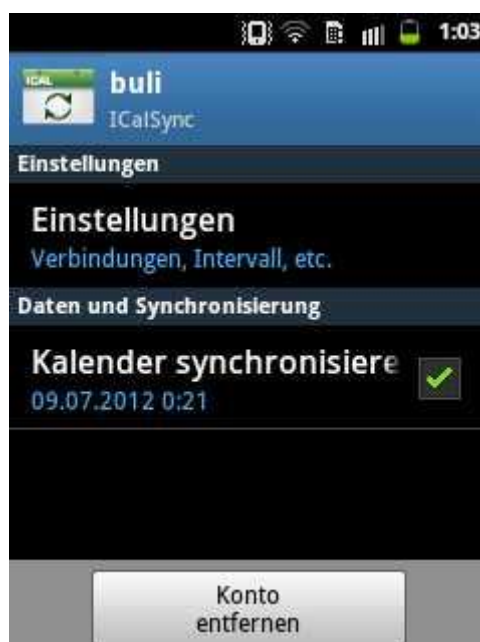 1:03
ICAL
buli
ICalSync
Einstellungen
Einstellungen
Verbindungen, Intervall, etc.
Daten und Synchronisierung
Kalender synchronisiere
09.07.2012 0:21
Konto
entfernen